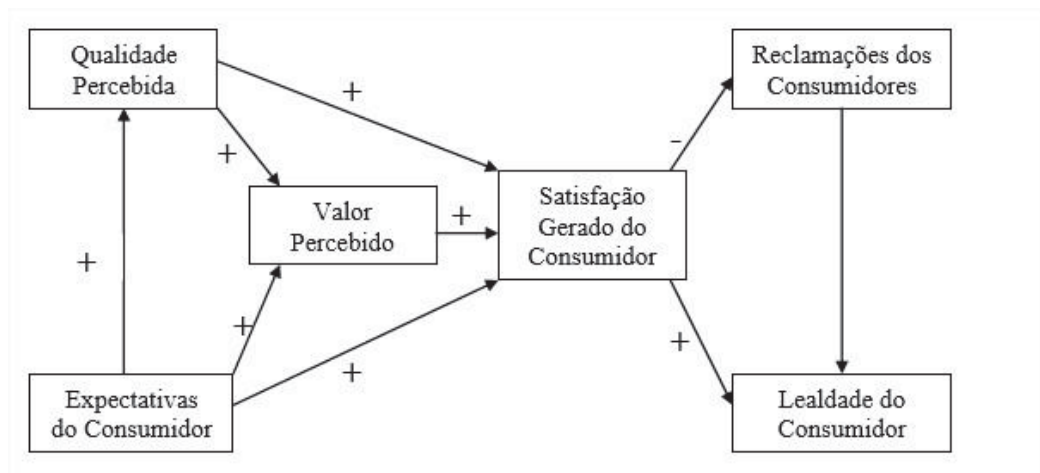 Qualidade
Percebida
+
+
+
Valor
Percebido
+
+
+
+
Expectativas
do Consumidor
Satisfação
Gerado do
Consumidor
-
+
Reclamações dos
Consumidores
Lealdade do
Consumidor